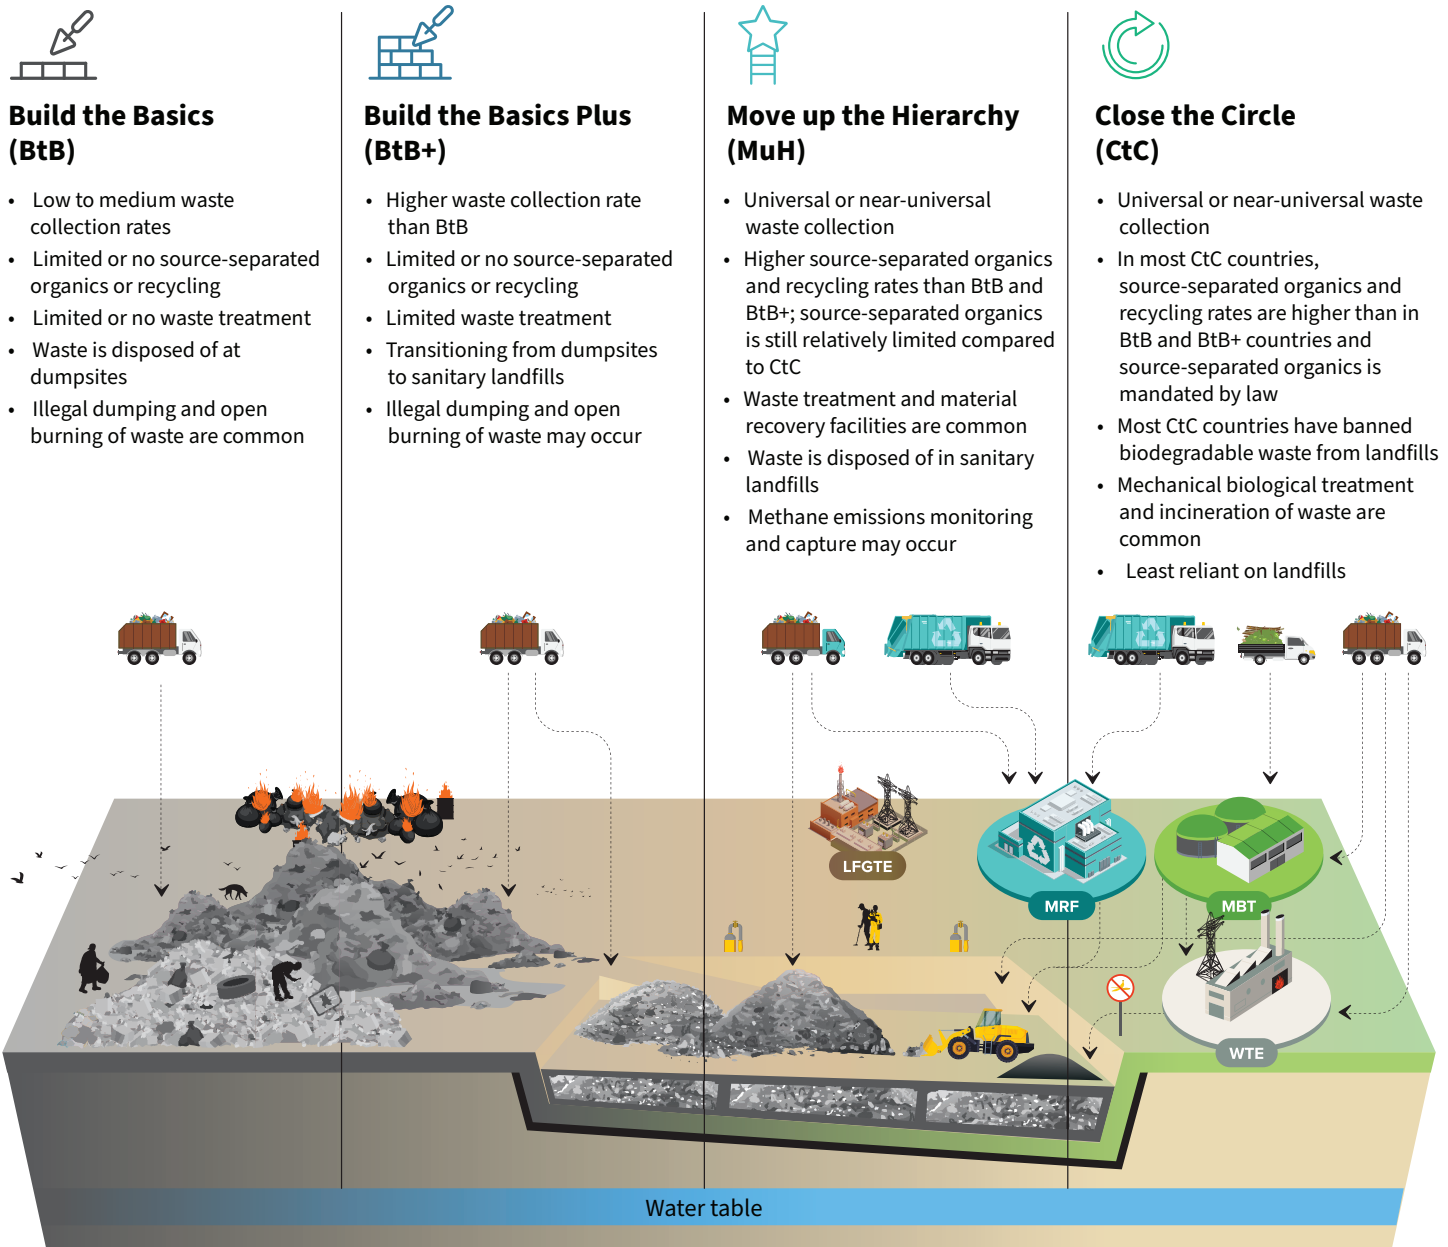 Build the Basics
(BtB)
• Low to medium waste
collection rates
• Limited or no source-separated
organics or recycling
• Limited or no waste treatment
• Waste is disposed of at
dumpsites
• Illegal dumping and open
burning of waste are common
Build the Basics Plus
(BtB+)
• Higher waste collection rate
than BtB
• Limited or no source-separated
organics or recycling
• Limited waste treatment
• Transitioning from dumpsites
to sanitary landfills
• Illegal dumping and open
burning of waste may occur
Move up the Hierarchy
(MuH)
• Universal or near-universal
waste collection
• Higher source-separated organics
and recycling rates than BtB and
BtB+; source-separated organics
is still relatively limited compared
to CtC
• Waste treatment and material
recovery facilities are common
• Waste is disposed of in sanitary
landfills
• Methane emissions monitoring
and capture may occur
Close the Circle
(CtC)
• Universal or near-universal waste
collection
• In most CtC countries,
source-separated organics and
recycling rates are higher than in
BtB and BtB+ countries and
source-separated organics is
mandated by law
• Most CtC countries have banned
biodegradable waste from landfills
• Mechanical biological treatment
and incineration of waste are
common
• Least reliant on landfills
LFGTE
MRF
MBT
WTE
Water table